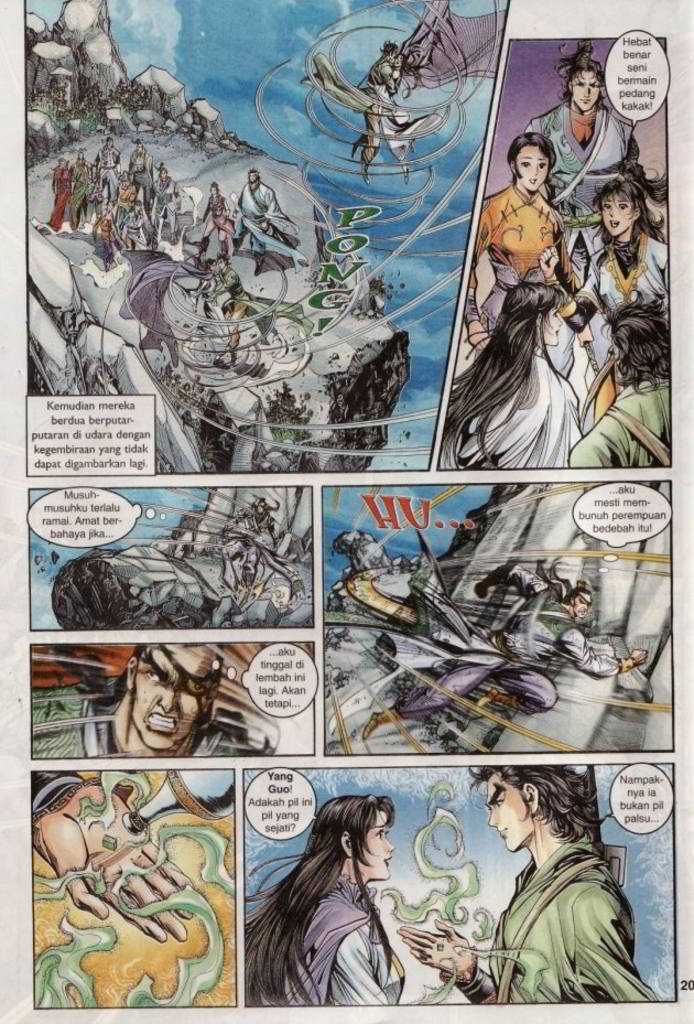 PONG!
Hebat
benar
seni
bermain
pedang
kakak!
Kemudian mereka
berdua berputar-
putaran di udara dengan
kegembiraan yang tidak
dapat digambarkan lagi.
Musuh-
musuhku terlalu
ramai. Amat ber-
bahaya jika...
HU...
...aku
mesti mem-
bunuh perempuan
bedebah itu!
...aku
tinggal di
lembah ini
lagi. Akan
tetapi...
Yang
Guo!
Adakah pil ini
pil yang
sejati?
Nampak-
nya ia
bukan pil
palsu...
20